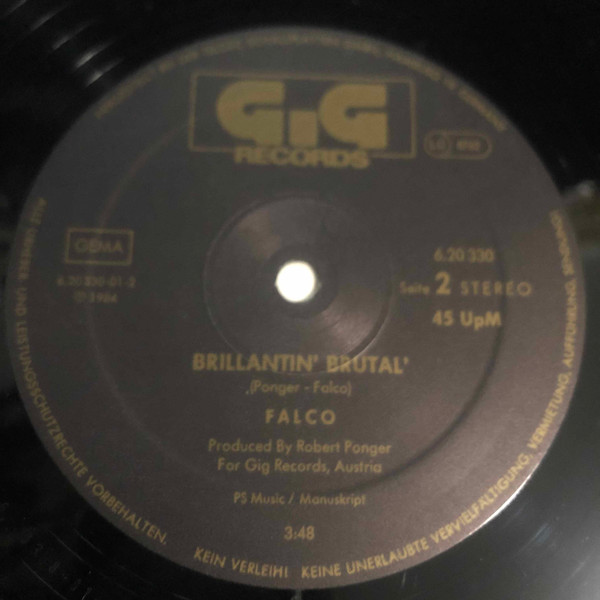 GiG
RECORDS
LC
GEMA
6.20 330
℗ 1984
Seite 2 STEREO
45 UpM
BRILLANTIN' BRUTAL'
(Ponger - Falco)
FALCO
Produced By Robert Ponger
For Gig Records, Austria
PS Music / Manuskript
3:48
UND LEISTUNGSSCHUTZRECHTE VORBEHALTEN. KEIN VERLEIH! KEINE UNERLAUBTE VERVIELFÄLTIGUNG, VERMIETUNG, AUFFÜHRUNG, SENDUNG!